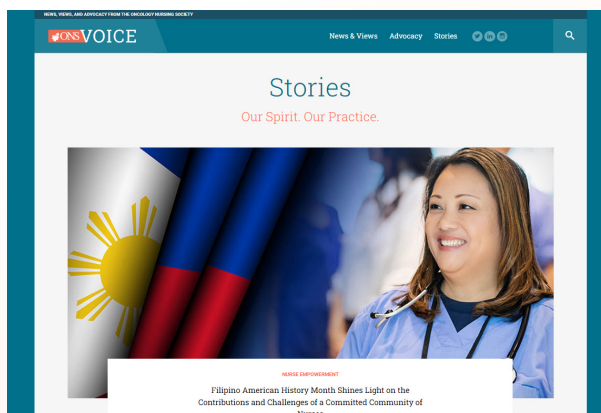 NEWS, VIEWS, AND ADVOCACY FROM THE ONCOLOGY NURSING SOCIETY
ONS VOICE
News & Views Advocacy Stories
Stories
Our Spirit. Our Practice.
NURSE EMPOWERMENT
Filipino American History Month Shines Light on the
Contributions and Challenges of a Committed Community of
Nurses